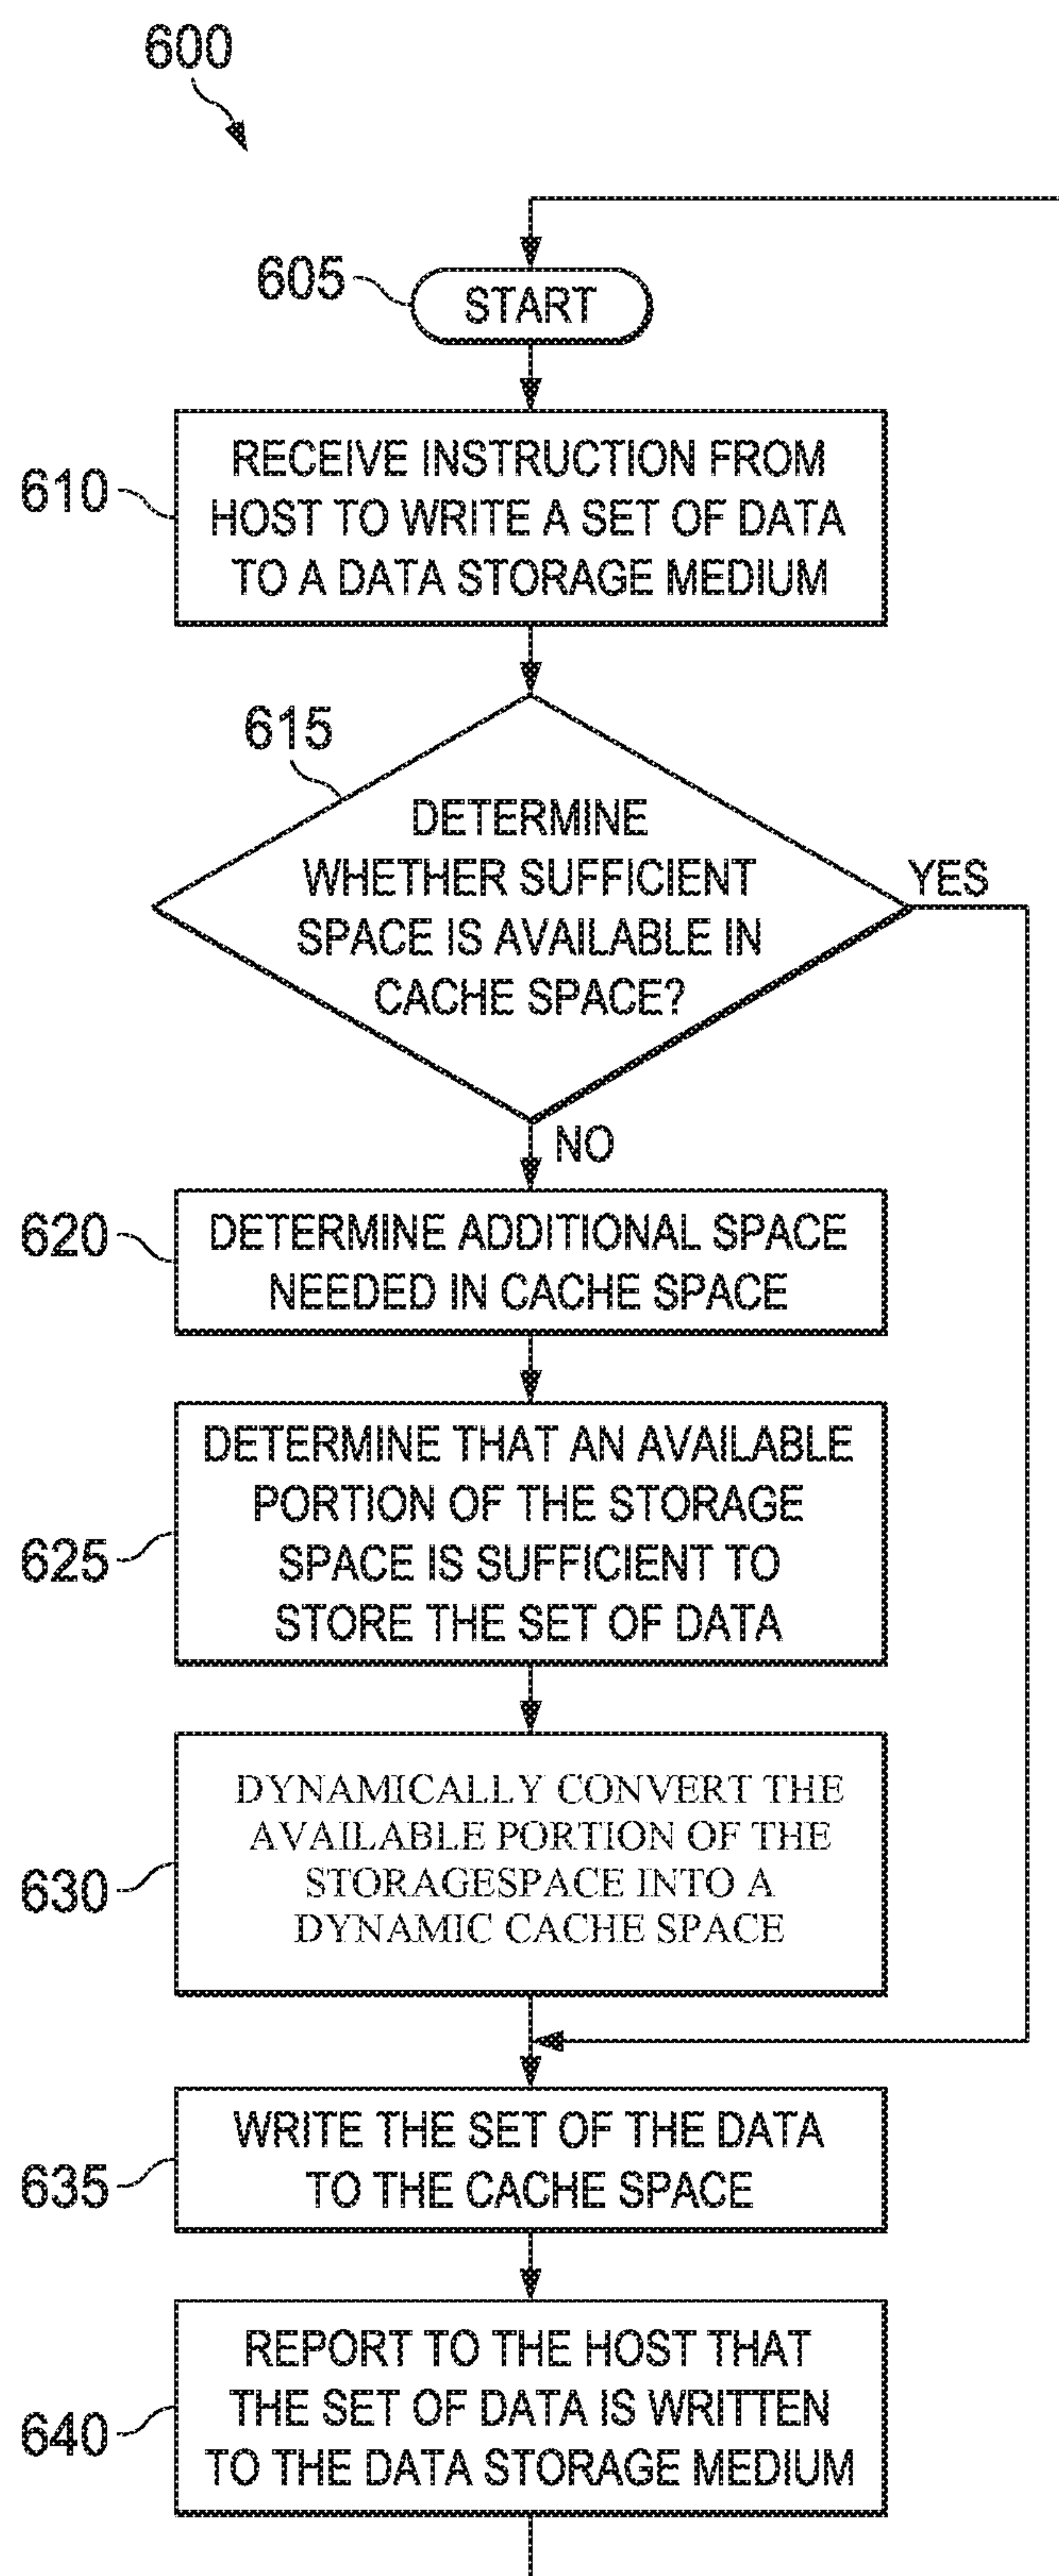 600
605
START
610
RECEIVE INSTRUCTION FROM
HOST TO WRITE A SET OF DATA
TO A DATA STORAGE MEDIUM
615
DETERMINE
WHETHER SUFFICIENT
SPACE IS AVAILABLE IN
CACHE SPACE?
YES
NO
620
DETERMINE ADDITIONAL SPACE
NEEDED IN CACHE SPACE
625
DETERMINE THAT AN AVAILABLE
PORTION OF THE STORAGE
SPACE IS SUFFICIENT TO
STORE THE SET OF DATA
630
DYNAMICALLY CONVERT THE
AVAILABLE PORTION OF THE
STORAGESPACE INTO A
DYNAMIC CACHE SPACE
635
WRITE THE SET OF THE DATA
TO THE CACHE SPACE
640
REPORT TO THE HOST THAT
THE SET OF DATA IS WRITTEN
TO THE DATA STORAGE MEDIUM